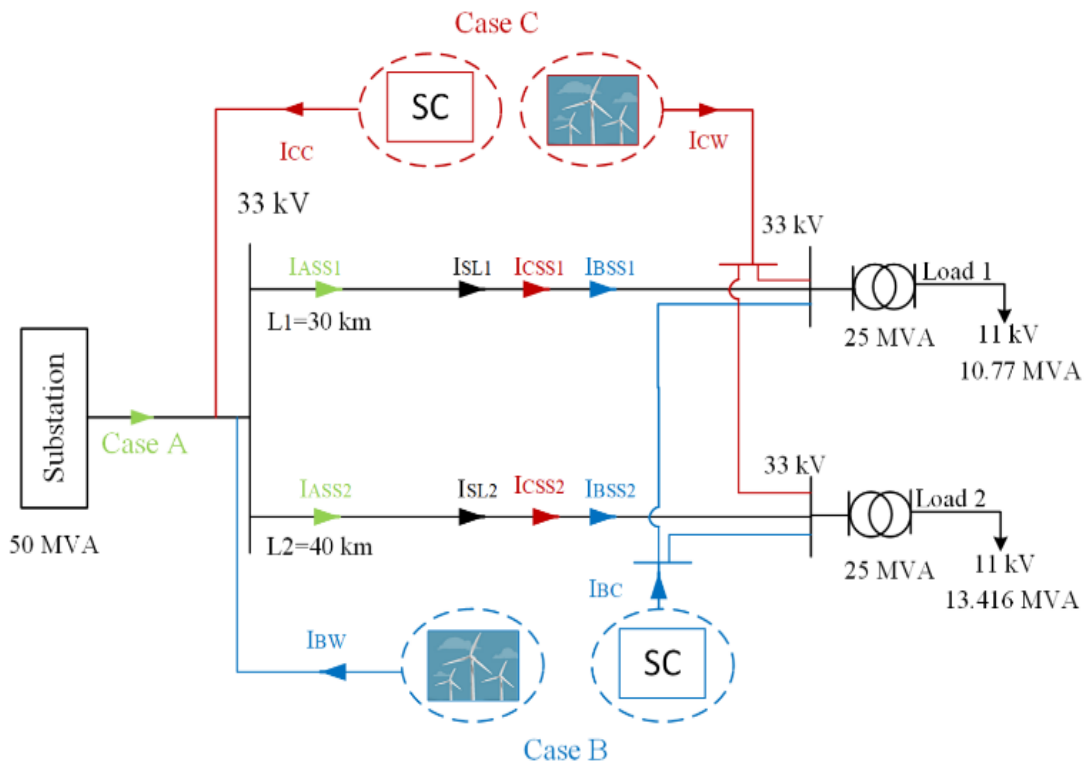 Case C
SC
ICC
ICW
33 kV
33 kV
IASS1
ISL1
ICSS1
IBSS1
Load 1
L1=30 km
25 MVA
11 kV
10.77 MVA
Substation
Case A
50 MVA
33 kV
IASS2
ISL2
ICSS2
IBSS2
Load 2
L2=40 km
25 MVA
11 kV
13.416 MVA
IBC
IBW
SC
Case B